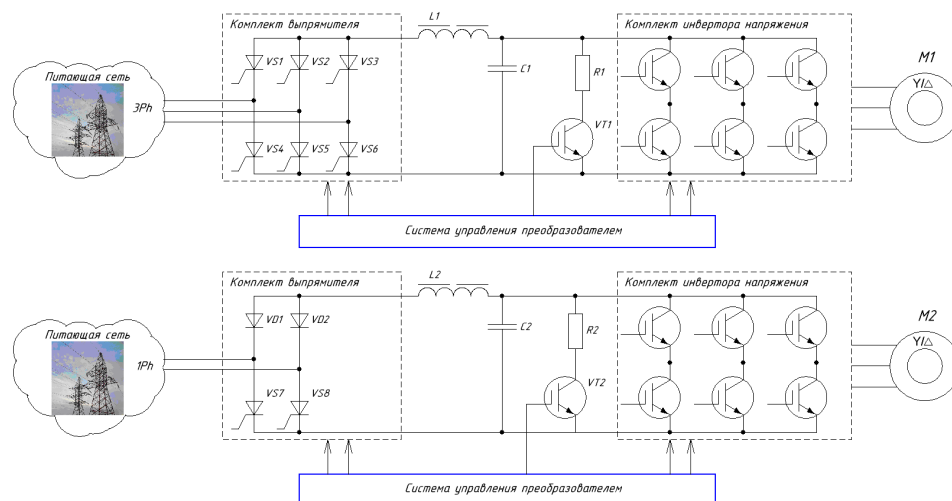 Комплект выпрямителя
L1
Комплект инвертора напряжения
Питающая сеть
VS1
VS2
VS3
C1
R1
M1
Y/△
3Ph
VT1
VS4
VS5
VS6
Система управления преобразователем
Комплект выпрямителя
L2
Комплект инвертора напряжения
Питающая сеть
VD1
VD2
C2
R2
M2
Y/△
1Ph
VT2
VS7
VS8
Система управления преобразователем